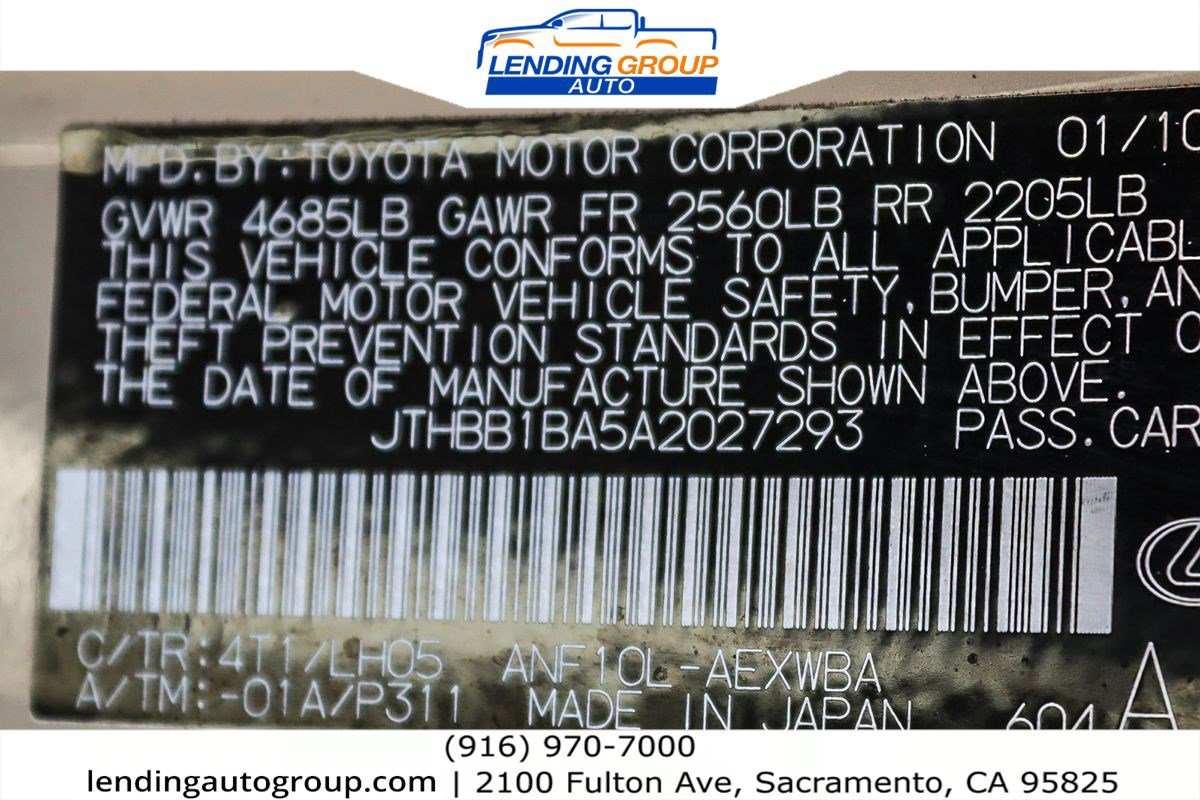 LENDING GROUP
AUTO
MFD.BY:TOYOTA MOTOR CORPORATION 01/10
GVWR 4685LB GAWR FR 2560LB RR 2205LB
THIS VEHICLE CONFORMS TO ALL APPLICABL
FEDERAL MOTOR VEHICLE SAFETY,BUMPER,AN
THEFT PREVENTION STANDARDS IN EFFECT O
THE DATE OF MANUFACTURE SHOWN ABOVE.
JTHBB1BA5A2027293 PASS.CAR
C/TR:4T1/LH05 ANF10L-AEXWBA
A/TM:-01A/P311 MADE IN JAPAN 604 A
(916) 970-7000
lendingautogroup.com | 2100 Fulton Ave, Sacramento, CA 95825